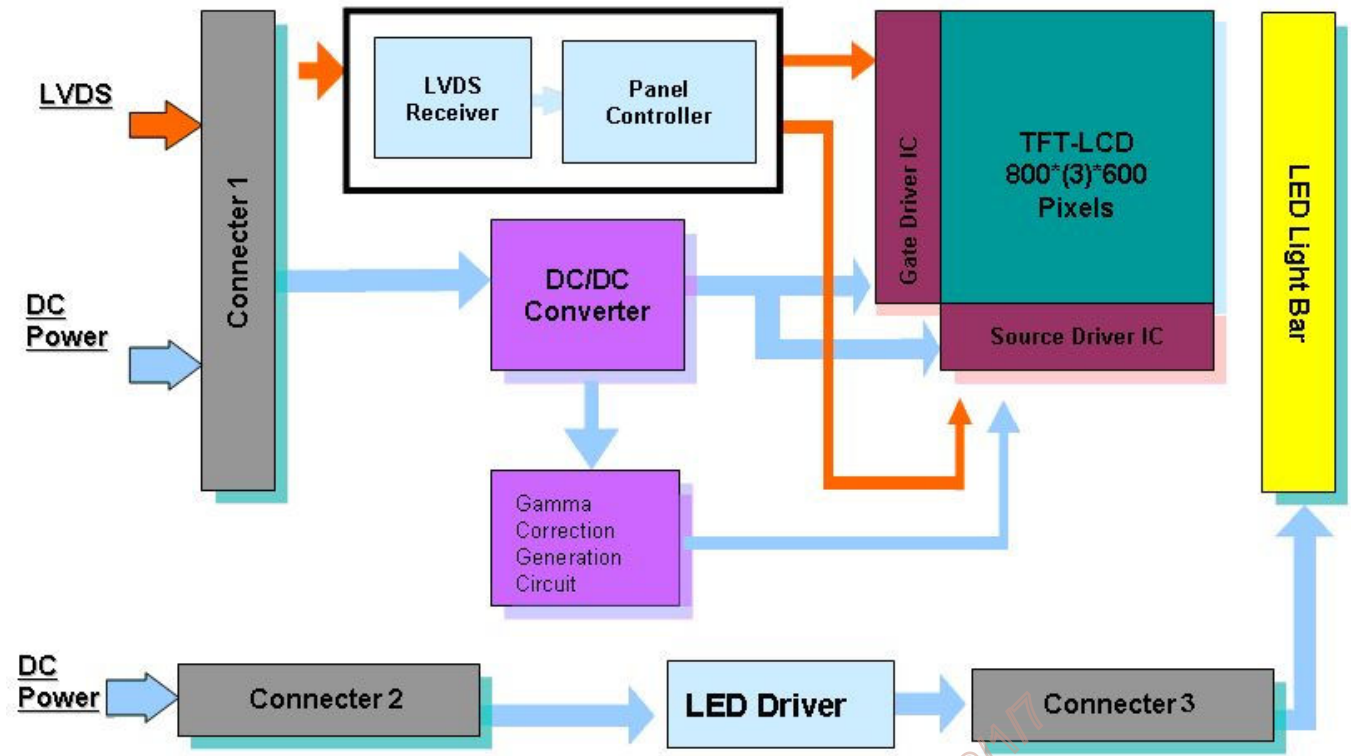 LVDS
DC
Power
Connecter 1
LVDS
Receiver
Panel
Controller
Gate Driver IC
TFT-LCD
800*(3)*600
Pixels
Source Driver IC
LED Light Bar
DC/DC
Converter
Gamma
Correction
Generation
Circuit
DC
Power
Connecter 2
LED Driver
Connecter 3